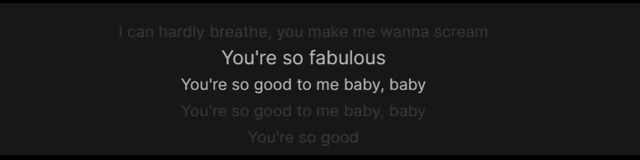 I can hardly breathe, you make me wanna scream
You're so fabulous
You're so good to me baby, baby
You're so good to me baby, baby
You're so good